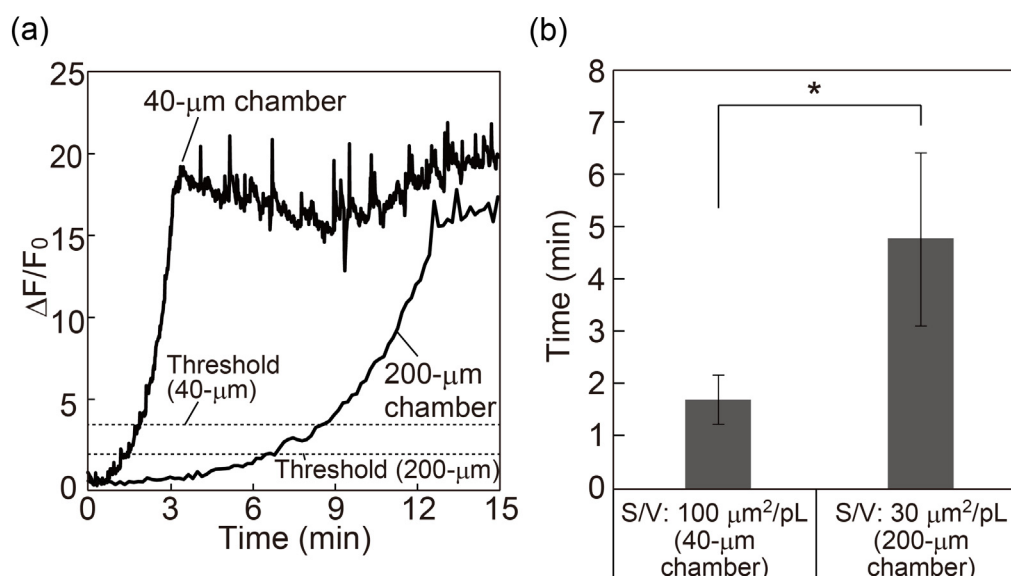 (a)
25
20
15
10
5
0
ΔF/F0
40-μm chamber
Threshold
(40-μm)
200-μm
chamber
Threshold (200-μm)
0 3 6 9 12 15
Time (min)
(b)
8
7
6
5
4
3
2
1
0
Time (min)
*
S/V: 100 μm²/pL
(40-μm
chamber)
S/V: 30 μm²/pL
(200-μm
chamber)